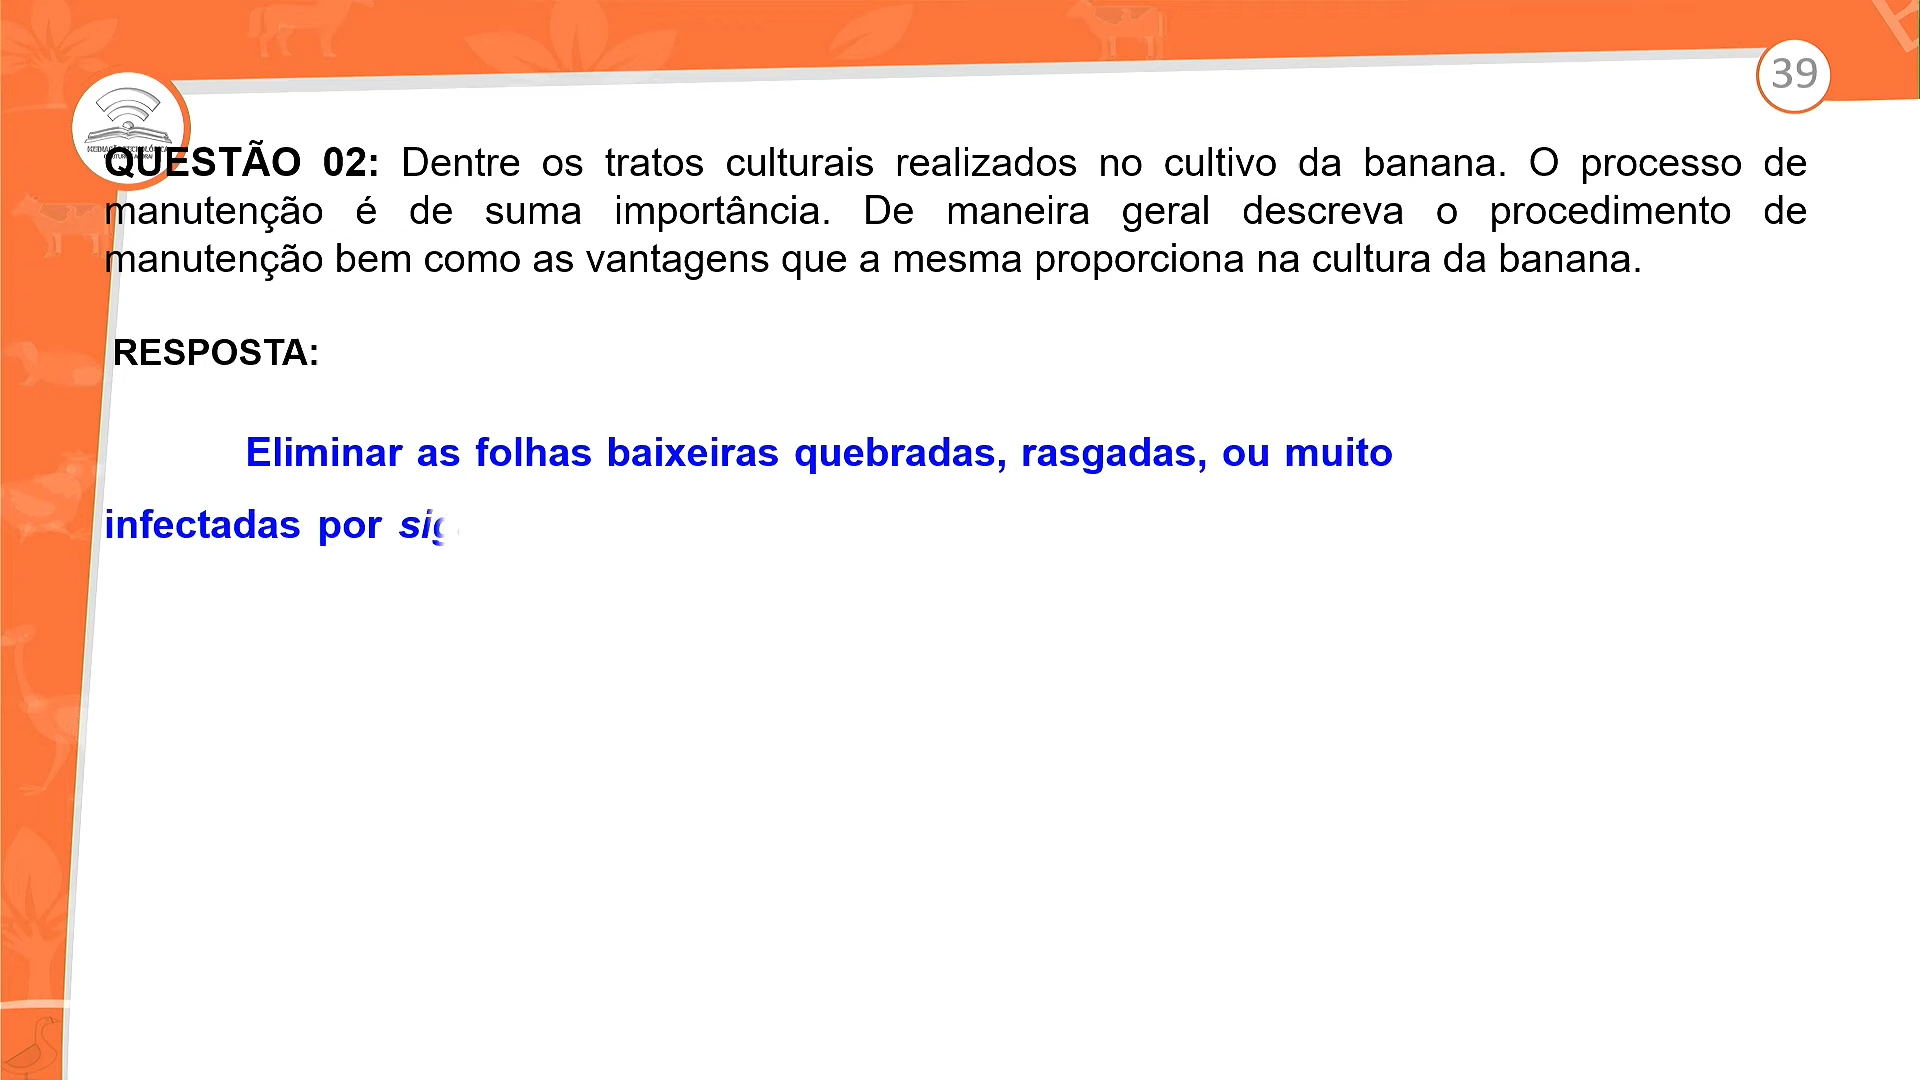 39
QUESTÃO 02: Dentre os tratos culturais realizados no cultivo da banana. O processo de
manutenção é de suma importância. De maneira geral descreva o procedimento de
manutenção bem como as vantagens que a mesma proporciona na cultura da banana.
RESPOSTA:
Eliminar as folhas baixeiras quebradas, rasgadas, ou muito
infectadas por